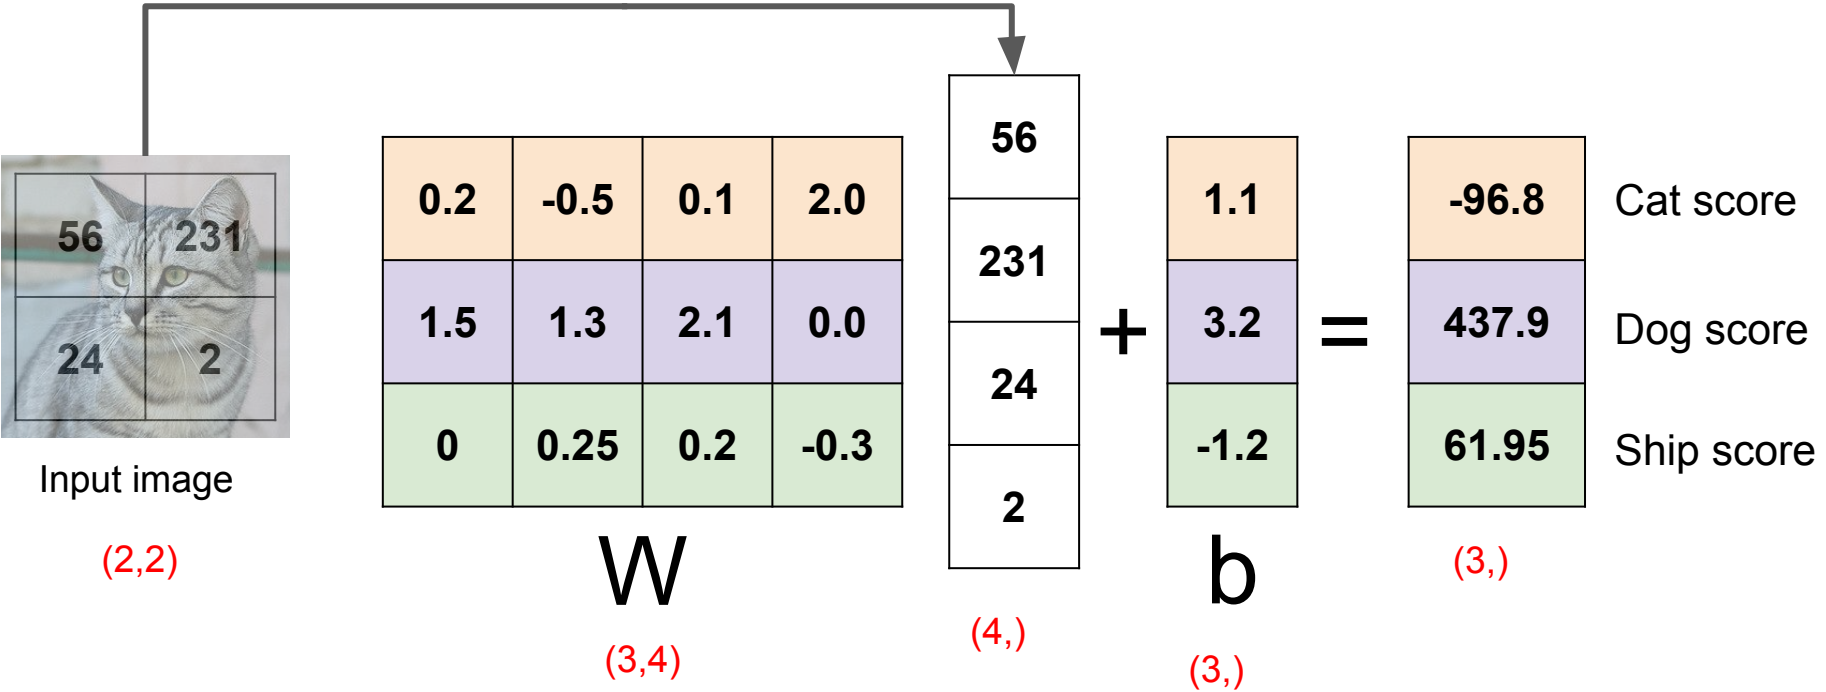 56 231
24 2
Input image
(2,2)
0.2 -0.5 0.1 2.0
1.5 1.3 2.1 0.0
0 0.25 0.2 -0.3
W
(3,4)
56
231
24
2
(4,)
+
1.1
3.2
-1.2
b
(3,)
=
-96.8 Cat score
437.9 Dog score
61.95 Ship score
(3,)